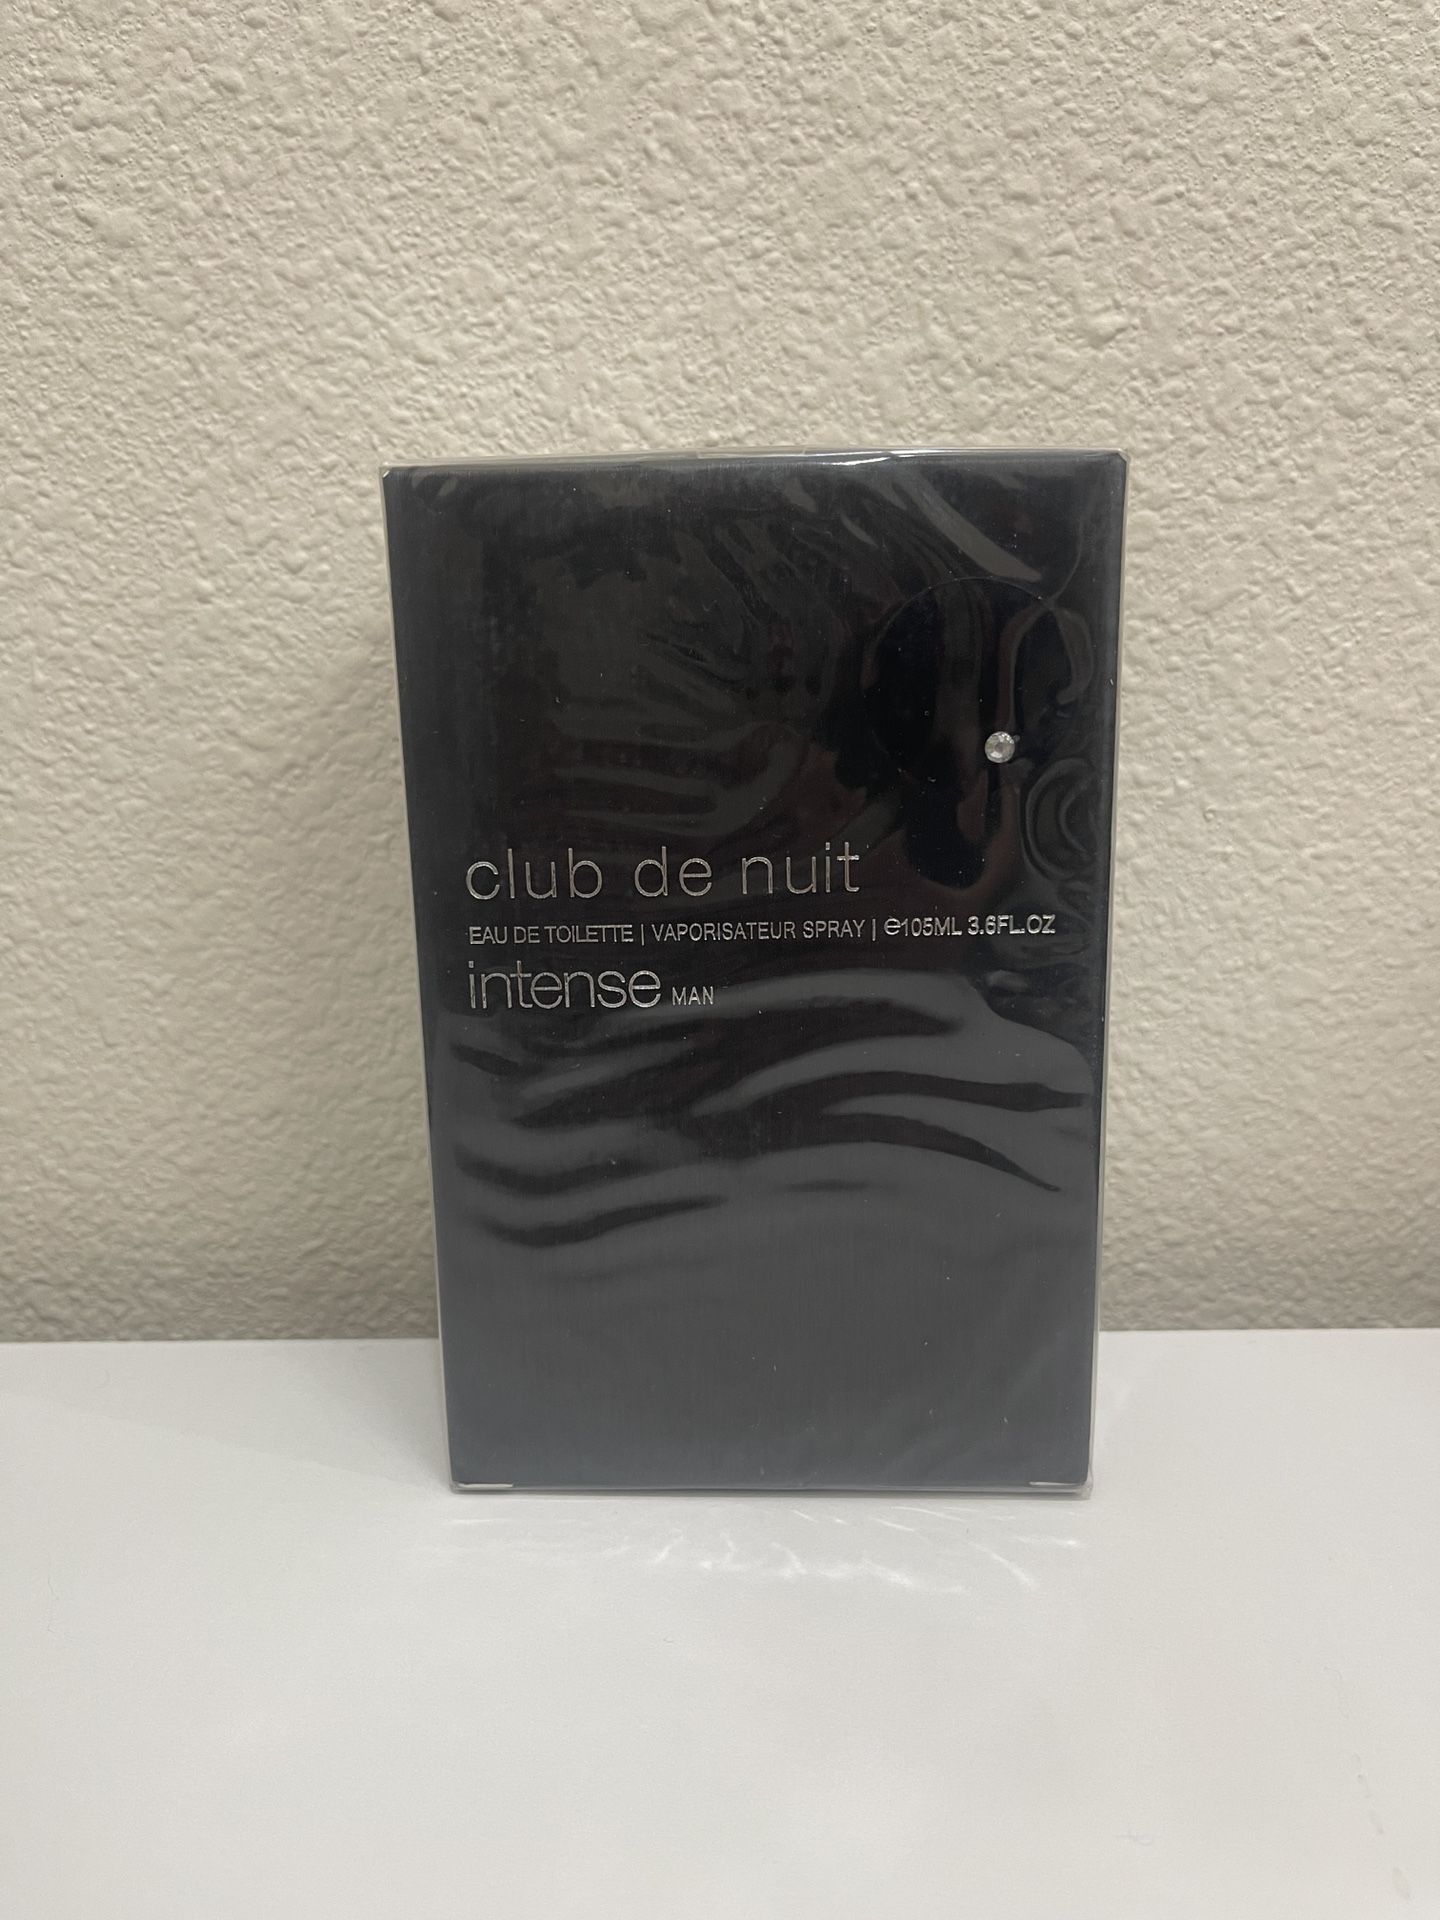 club de nuit
EAU DE TOILETTE | VAPORISATEUR SPRAY | ℮105ML 3.6FL.OZ
intense MAN